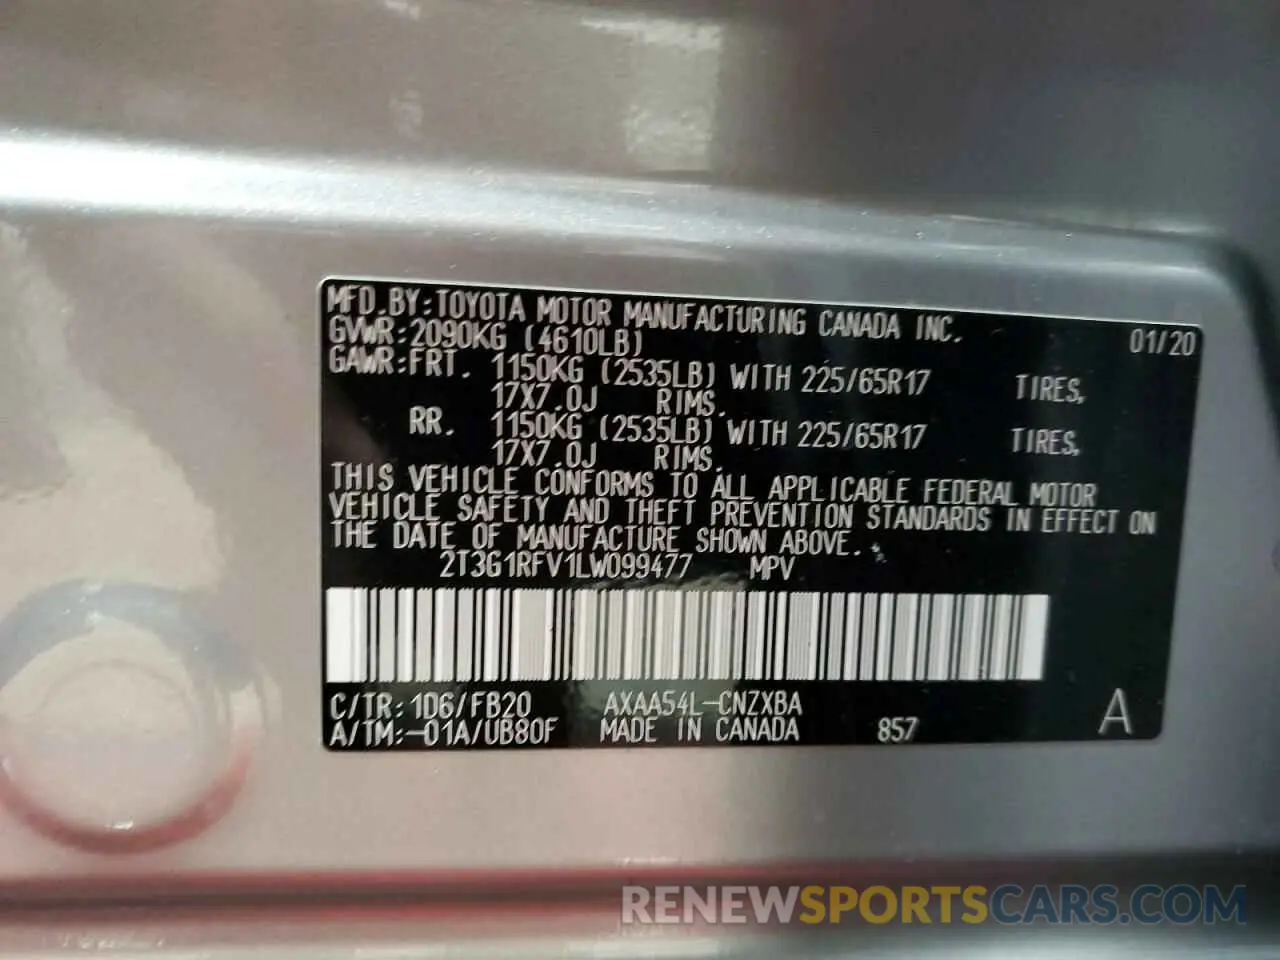 MFD.BY:TOYOTA MOTOR MANUFACTURING CANADA INC. 01/20
GVWR:2090KG (4610LB)
GAWR:FRT. 1150KG (2535LB) WITH 225/65R17 TIRES,
17X7.0J RIMS.
RR. 1150KG (2535LB) WITH 225/65R17 TIRES,
17X7.0J RIMS.
THIS VEHICLE CONFORMS TO ALL APPLICABLE FEDERAL MOTOR
VEHICLE SAFETY AND THEFT PREVENTION STANDARDS IN EFFECT ON
THE DATE OF MANUFACTURE SHOWN ABOVE.
2T3G1RFV1LW099477 MPV
C/TR:1D6/FB20 AXAA54L-CNZXBA
A/TM:-01A/UB80F MADE IN CANADA 857 A
RENEWSPORTSCARS.COM